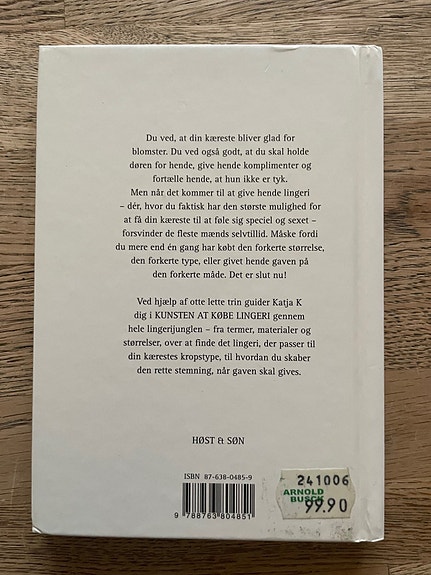 Du ved, at din kæreste bliver glad for
blomster. Du ved også godt, at du skal holde
døren for hende, give hende komplimenter og
fortælle hende, at hun ikke er tyk.
Men når det kommer til at give hende lingeri
– dér, hvor du faktisk har den største mulighed for
at få din kæreste til at føle sig speciel og sexet –
forsvinder de fleste mænds selvtillid. Måske fordi
du mere end én gang har købt den forkerte størrelse,
den forkerte type, eller givet hende gaven på
den forkerte måde. Det er slut nu!
Ved hjælp af otte lette trin guider Katja K
dig i KUNSTEN AT KØBE LINGERI gennem
hele lingerijunglen – fra termer, materialer og
størrelser, over at finde det lingeri, der passer til
din kærestes kropstype, til hvordan du skaber
den rette stemning, når gaven skal gives.
HØST & SØN
ISBN 87-638-0485-9
9 788763 804851
241006
ARNOLD
BUSCK
99.90